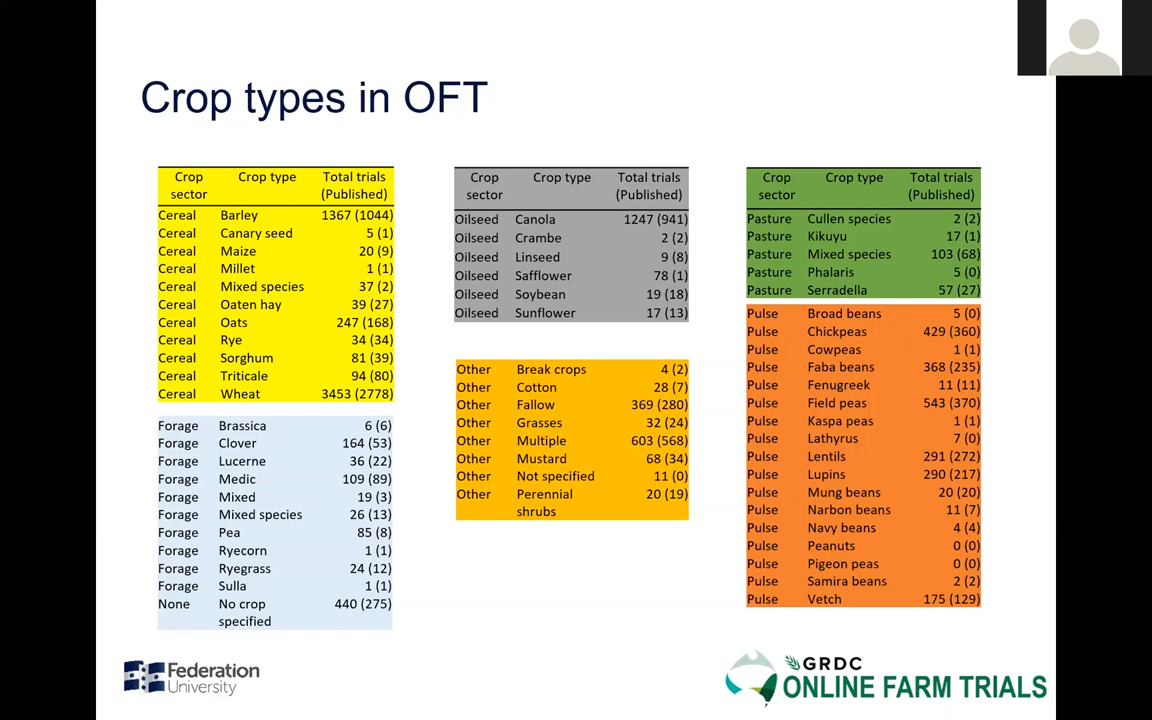 Crop types in OFT
Crop sector Crop type Total trials (Published)
Cereal Barley 1367 (1044)
Cereal Canary seed 5 (1)
Cereal Maize 20 (9)
Cereal Millet 1 (1)
Cereal Mixed species 37 (2)
Cereal Oaten hay 39 (27)
Cereal Oats 247 (168)
Cereal Rye 34 (34)
Cereal Sorghum 81 (39)
Cereal Triticale 94 (80)
Cereal Wheat 3453 (2778)
Forage Brassica 6 (6)
Forage Clover 164 (53)
Forage Lucerne 36 (22)
Forage Medic 109 (89)
Forage Mixed 19 (3)
Forage Mixed species 26 (13)
Forage Pea 85 (8)
Forage Ryecorn 1 (1)
Forage Ryegrass 24 (12)
Forage Sulla 1 (1)
None No crop specified 440 (275)
Crop sector Crop type Total trials (Published)
Oilseed Canola 1247 (941)
Oilseed Crambe 2 (2)
Oilseed Linseed 9 (8)
Oilseed Safflower 78 (1)
Oilseed Soybean 19 (18)
Oilseed Sunflower 17 (13)
Other Break crops 4 (2)
Other Cotton 28 (7)
Other Fallow 369 (280)
Other Grasses 32 (24)
Other Multiple 603 (568)
Other Mustard 68 (34)
Other Not specified 11 (0)
Other Perennial shrubs 20 (19)
Crop sector Crop type Total trials (Published)
Pasture Cullen species 2 (2)
Pasture Kikuyu 17 (1)
Pasture Mixed species 103 (68)
Pasture Phalaris 5 (0)
Pasture Serradella 57 (27)
Pulse Broad beans 5 (0)
Pulse Chickpeas 429 (360)
Pulse Cowpeas 1 (1)
Pulse Faba beans 368 (235)
Pulse Fenugreek 11 (11)
Pulse Field peas 543 (370)
Pulse Kaspa peas 1 (1)
Pulse Lathyrus 7 (0)
Pulse Lentils 291 (272)
Pulse Lupins 290 (217)
Pulse Mung beans 20 (20)
Pulse Narbon beans 11 (7)
Pulse Navy beans 4 (4)
Pulse Peanuts 0 (0)
Pulse Pigeon peas 0 (0)
Pulse Samira beans 2 (2)
Pulse Vetch 175 (129)
Federation
University
GRDC
ONLINE FARM TRIALS